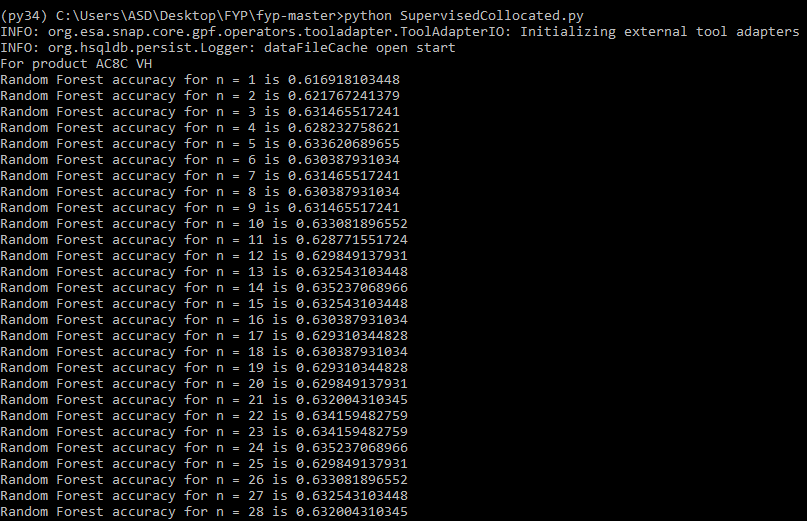 (py34) C:\Users\ASD\Desktop\FYP\fyp-master>python SupervisedCollocated.py
INFO: org.esa.snap.core.gpf.operators.tooladapter.ToolAdapterIO: Initializing external tool adapters
INFO: org.hsqldb.persist.Logger: dataFileCache open start
For product AC8C VH
Random Forest accuracy for n = 1 is 0.616918103448
Random Forest accuracy for n = 2 is 0.621767241379
Random Forest accuracy for n = 3 is 0.631465517241
Random Forest accuracy for n = 4 is 0.628232758621
Random Forest accuracy for n = 5 is 0.633620689655
Random Forest accuracy for n = 6 is 0.630387931034
Random Forest accuracy for n = 7 is 0.631465517241
Random Forest accuracy for n = 8 is 0.630387931034
Random Forest accuracy for n = 9 is 0.631465517241
Random Forest accuracy for n = 10 is 0.633081896552
Random Forest accuracy for n = 11 is 0.628771551724
Random Forest accuracy for n = 12 is 0.629849137931
Random Forest accuracy for n = 13 is 0.632543103448
Random Forest accuracy for n = 14 is 0.635237068966
Random Forest accuracy for n = 15 is 0.632543103448
Random Forest accuracy for n = 16 is 0.630387931034
Random Forest accuracy for n = 17 is 0.629310344828
Random Forest accuracy for n = 18 is 0.630387931034
Random Forest accuracy for n = 19 is 0.629310344828
Random Forest accuracy for n = 20 is 0.629849137931
Random Forest accuracy for n = 21 is 0.632004310345
Random Forest accuracy for n = 22 is 0.634159482759
Random Forest accuracy for n = 23 is 0.634159482759
Random Forest accuracy for n = 24 is 0.635237068966
Random Forest accuracy for n = 25 is 0.629849137931
Random Forest accuracy for n = 26 is 0.633081896552
Random Forest accuracy for n = 27 is 0.632543103448
Random Forest accuracy for n = 28 is 0.632004310345